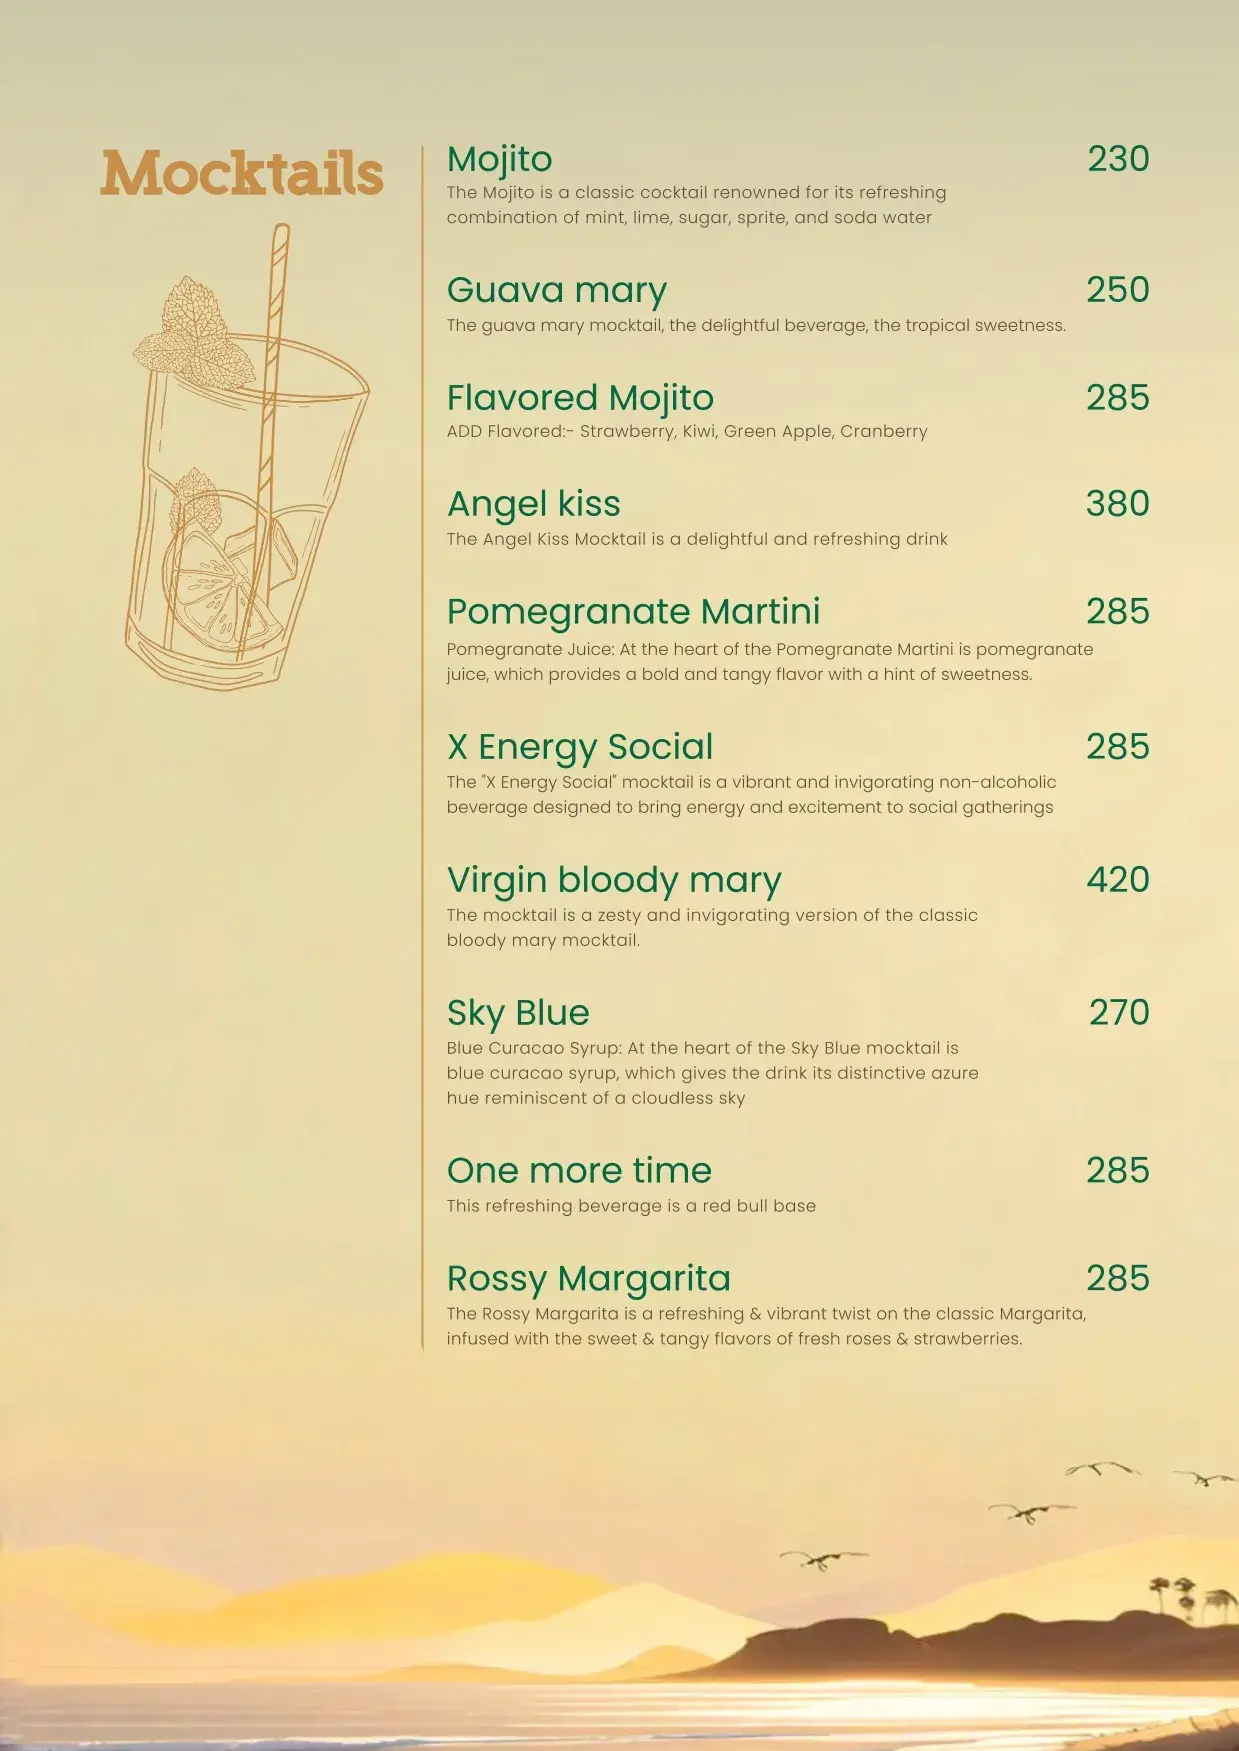 Mocktails
Mojito 230
The Mojito is a classic cocktail renowned for its refreshing
combination of mint, lime, sugar, sprite, and soda water
Guava mary 250
The guava mary mocktail, the delightful beverage, the tropical sweetness.
Flavored Mojito 285
ADD Flavored:- Strawberry, Kiwi, Green Apple, Cranberry
Angel kiss 380
The Angel Kiss Mocktail is a delightful and refreshing drink
Pomegranate Martini 285
Pomegranate Juice: At the heart of the Pomegranate Martini is pomegranate
juice, which provides a bold and tangy flavor with a hint of sweetness.
X Energy Social 285
The "X Energy Social" mocktail is a vibrant and invigorating non-alcoholic
beverage designed to bring energy and excitement to social gatherings
Virgin bloody mary 420
The mocktail is a zesty and invigorating version of the classic
bloody mary mocktail.
Sky Blue 270
Blue Curacao Syrup: At the heart of the Sky Blue mocktail is
blue curacao syrup, which gives the drink its distinctive azure
hue reminiscent of a cloudless sky
One more time 285
This refreshing beverage is a red bull base
Rossy Margarita 285
The Rossy Margarita is a refreshing & vibrant twist on the classic Margarita,
infused with the sweet & tangy flavors of fresh roses & strawberries.